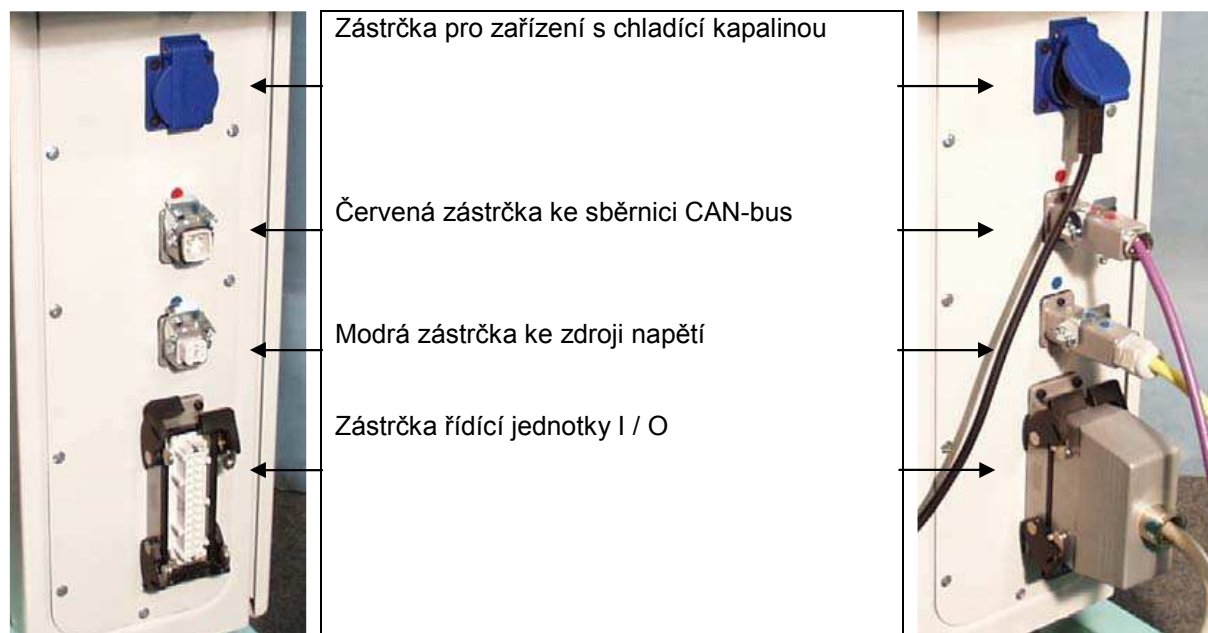 Zástrčka pro zařízení s chladící kapalinou
Červená zástrčka ke sběrnici CAN-bus
Modrá zástrčka ke zdroji napětí
Zástrčka řídící jednotky I / O